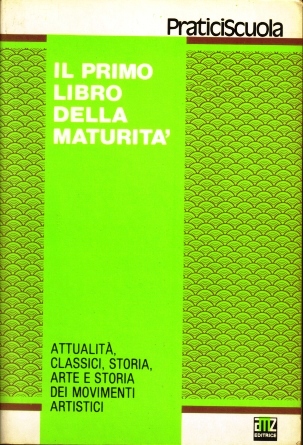 PraticiScuola
IL PRIMO
LIBRO
DELLA
MATURITA'
ATTUALITÀ,
CLASSICI, STORIA,
ARTE E STORIA
DEI MOVIMENTI
ARTISTICI
amz
EDITRICE